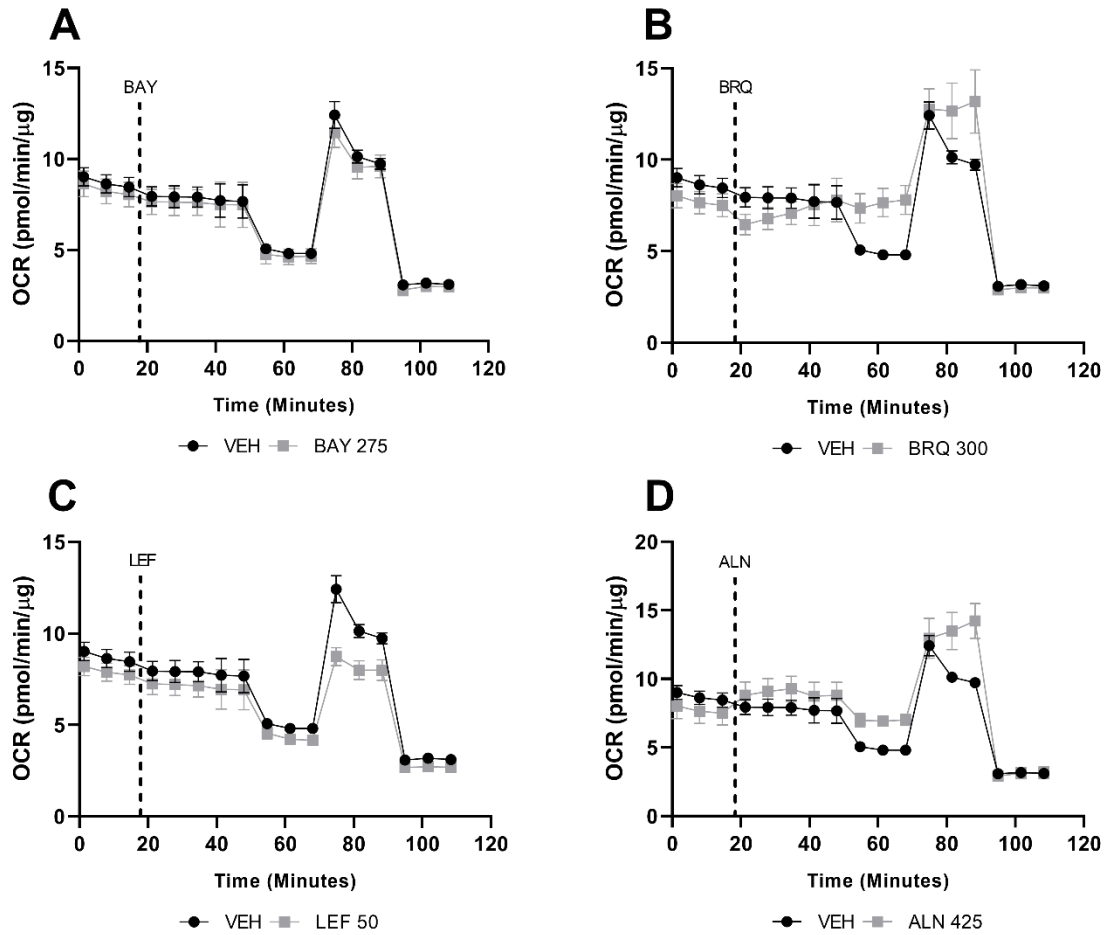 A
BAY
15
10
5
0
OCR (pmol/min/μg)
0 20 40 60 80 100 120
Time (Minutes)
VEH BAY 275
B
BRQ
15
10
5
0
OCR (pmol/min/μg)
0 20 40 60 80 100 120
Time (Minutes)
VEH BRQ 300
C
LEF
15
10
5
0
OCR (pmol/min/μg)
0 20 40 60 80 100 120
Time (Minutes)
VEH LEF 50
D
ALN
20
15
10
5
0
OCR (pmol/min/μg)
0 20 40 60 80 100 120
Time (Minutes)
VEH ALN 425